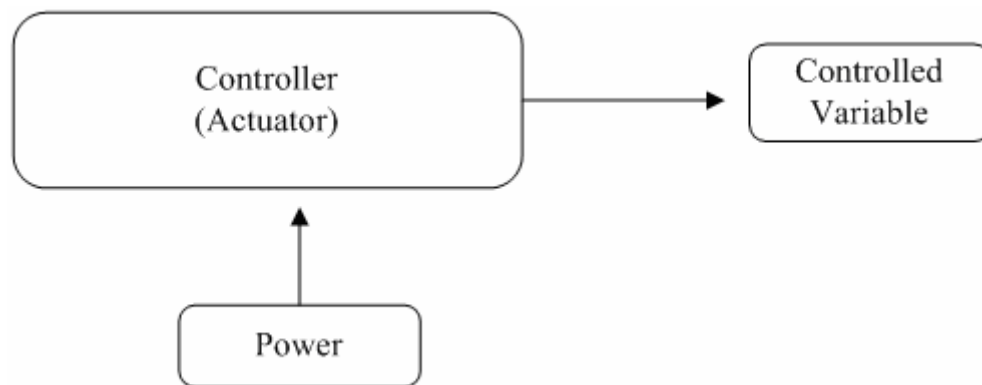 Controller
(Actuator)
Controlled
Variable
Power